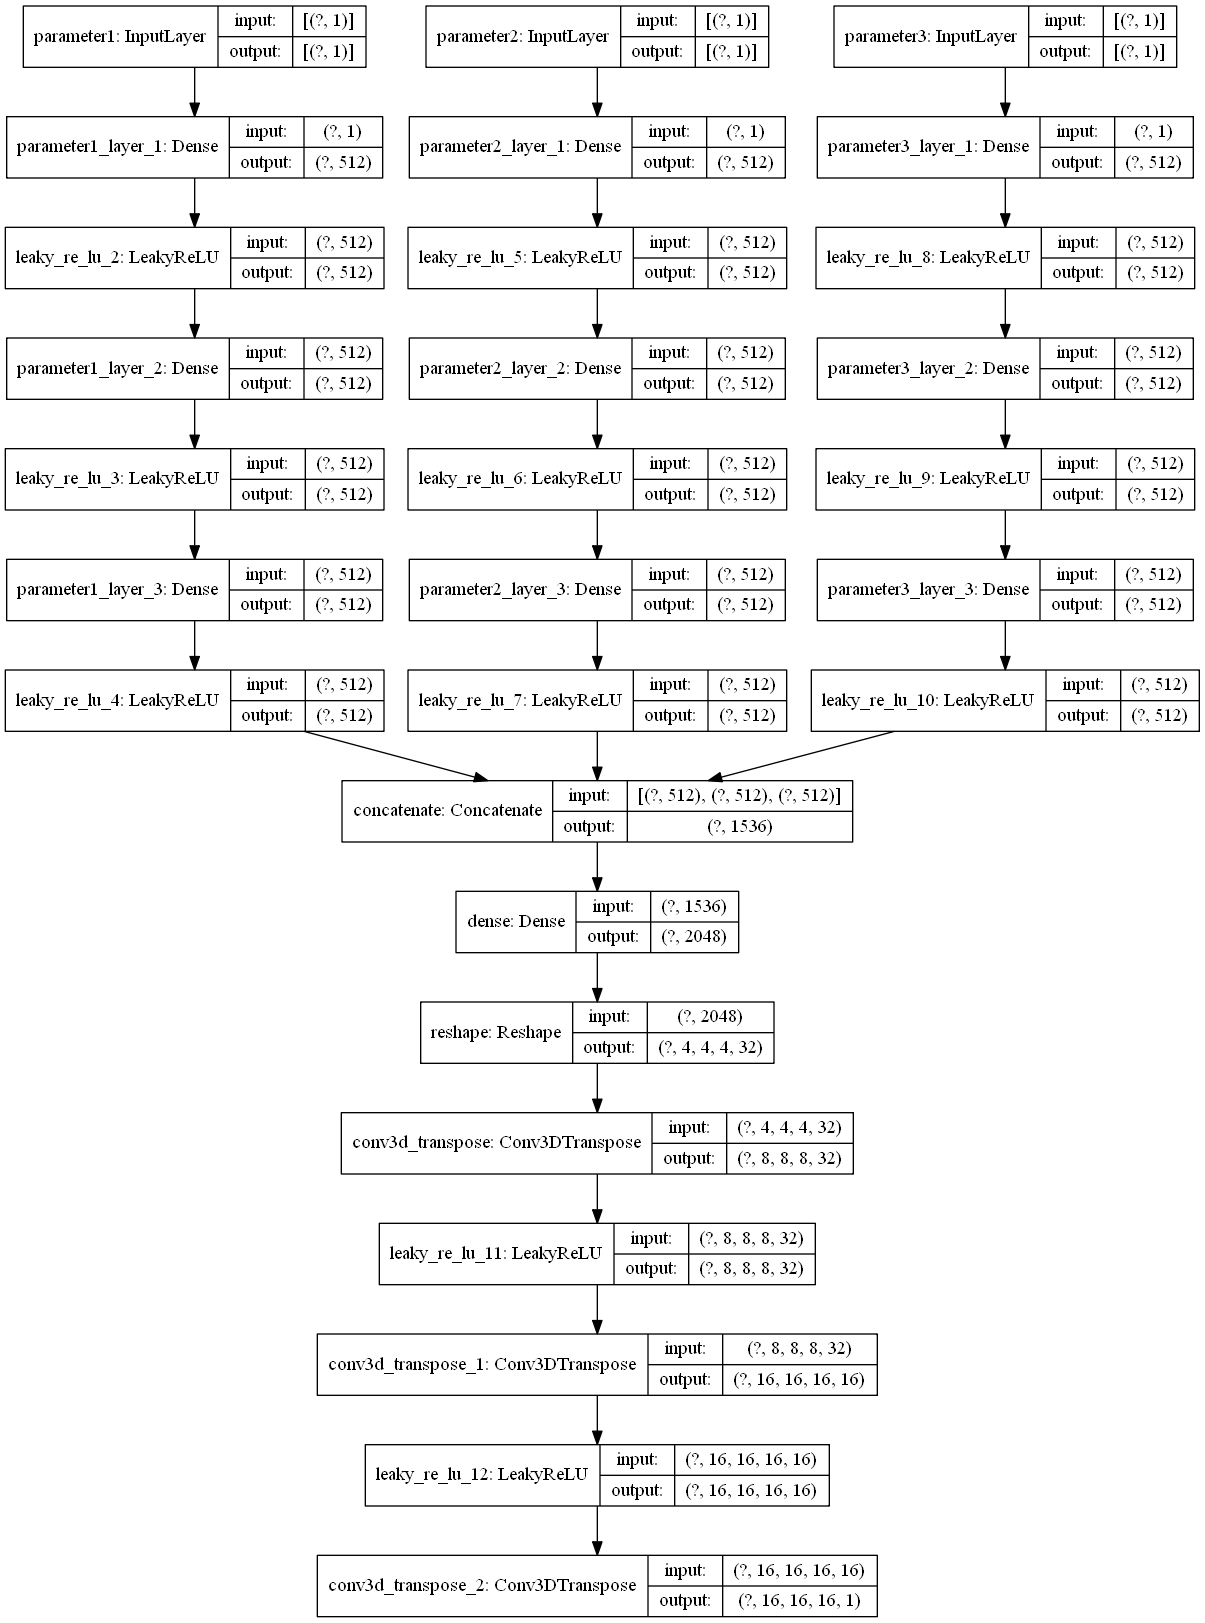 parameter1: InputLayer input: [(?, 1)] output: [(?, 1)]
parameter2: InputLayer input: [(?, 1)] output: [(?, 1)]
parameter3: InputLayer input: [(?, 1)] output: [(?, 1)]
parameter1_layer_1: Dense input: (?, 1) output: (?, 512)
parameter2_layer_1: Dense input: (?, 1) output: (?, 512)
parameter3_layer_1: Dense input: (?, 1) output: (?, 512)
leaky_re_lu_2: LeakyReLU input: (?, 512) output: (?, 512)
leaky_re_lu_5: LeakyReLU input: (?, 512) output: (?, 512)
leaky_re_lu_8: LeakyReLU input: (?, 512) output: (?, 512)
parameter1_layer_2: Dense input: (?, 512) output: (?, 512)
parameter2_layer_2: Dense input: (?, 512) output: (?, 512)
parameter3_layer_2: Dense input: (?, 512) output: (?, 512)
leaky_re_lu_3: LeakyReLU input: (?, 512) output: (?, 512)
leaky_re_lu_6: LeakyReLU input: (?, 512) output: (?, 512)
leaky_re_lu_9: LeakyReLU input: (?, 512) output: (?, 512)
parameter1_layer_3: Dense input: (?, 512) output: (?, 512)
parameter2_layer_3: Dense input: (?, 512) output: (?, 512)
parameter3_layer_3: Dense input: (?, 512) output: (?, 512)
leaky_re_lu_4: LeakyReLU input: (?, 512) output: (?, 512)
leaky_re_lu_7: LeakyReLU input: (?, 512) output: (?, 512)
leaky_re_lu_10: LeakyReLU input: (?, 512) output: (?, 512)
concatenate: Concatenate input: [(?, 512), (?, 512), (?, 512)] output: (?, 1536)
dense: Dense input: (?, 1536) output: (?, 2048)
reshape: Reshape input: (?, 2048) output: (?, 4, 4, 4, 32)
conv3d_transpose: Conv3DTranspose input: (?, 4, 4, 4, 32) output: (?, 8, 8, 8, 32)
leaky_re_lu_11: LeakyReLU input: (?, 8, 8, 8, 32) output: (?, 8, 8, 8, 32)
conv3d_transpose_1: Conv3DTranspose input: (?, 8, 8, 8, 32) output: (?, 16, 16, 16, 16)
leaky_re_lu_12: LeakyReLU input: (?, 16, 16, 16, 16) output: (?, 16, 16, 16, 16)
conv3d_transpose_2: Conv3DTranspose input: (?, 16, 16, 16, 16) output: (?, 16, 16, 16, 1)